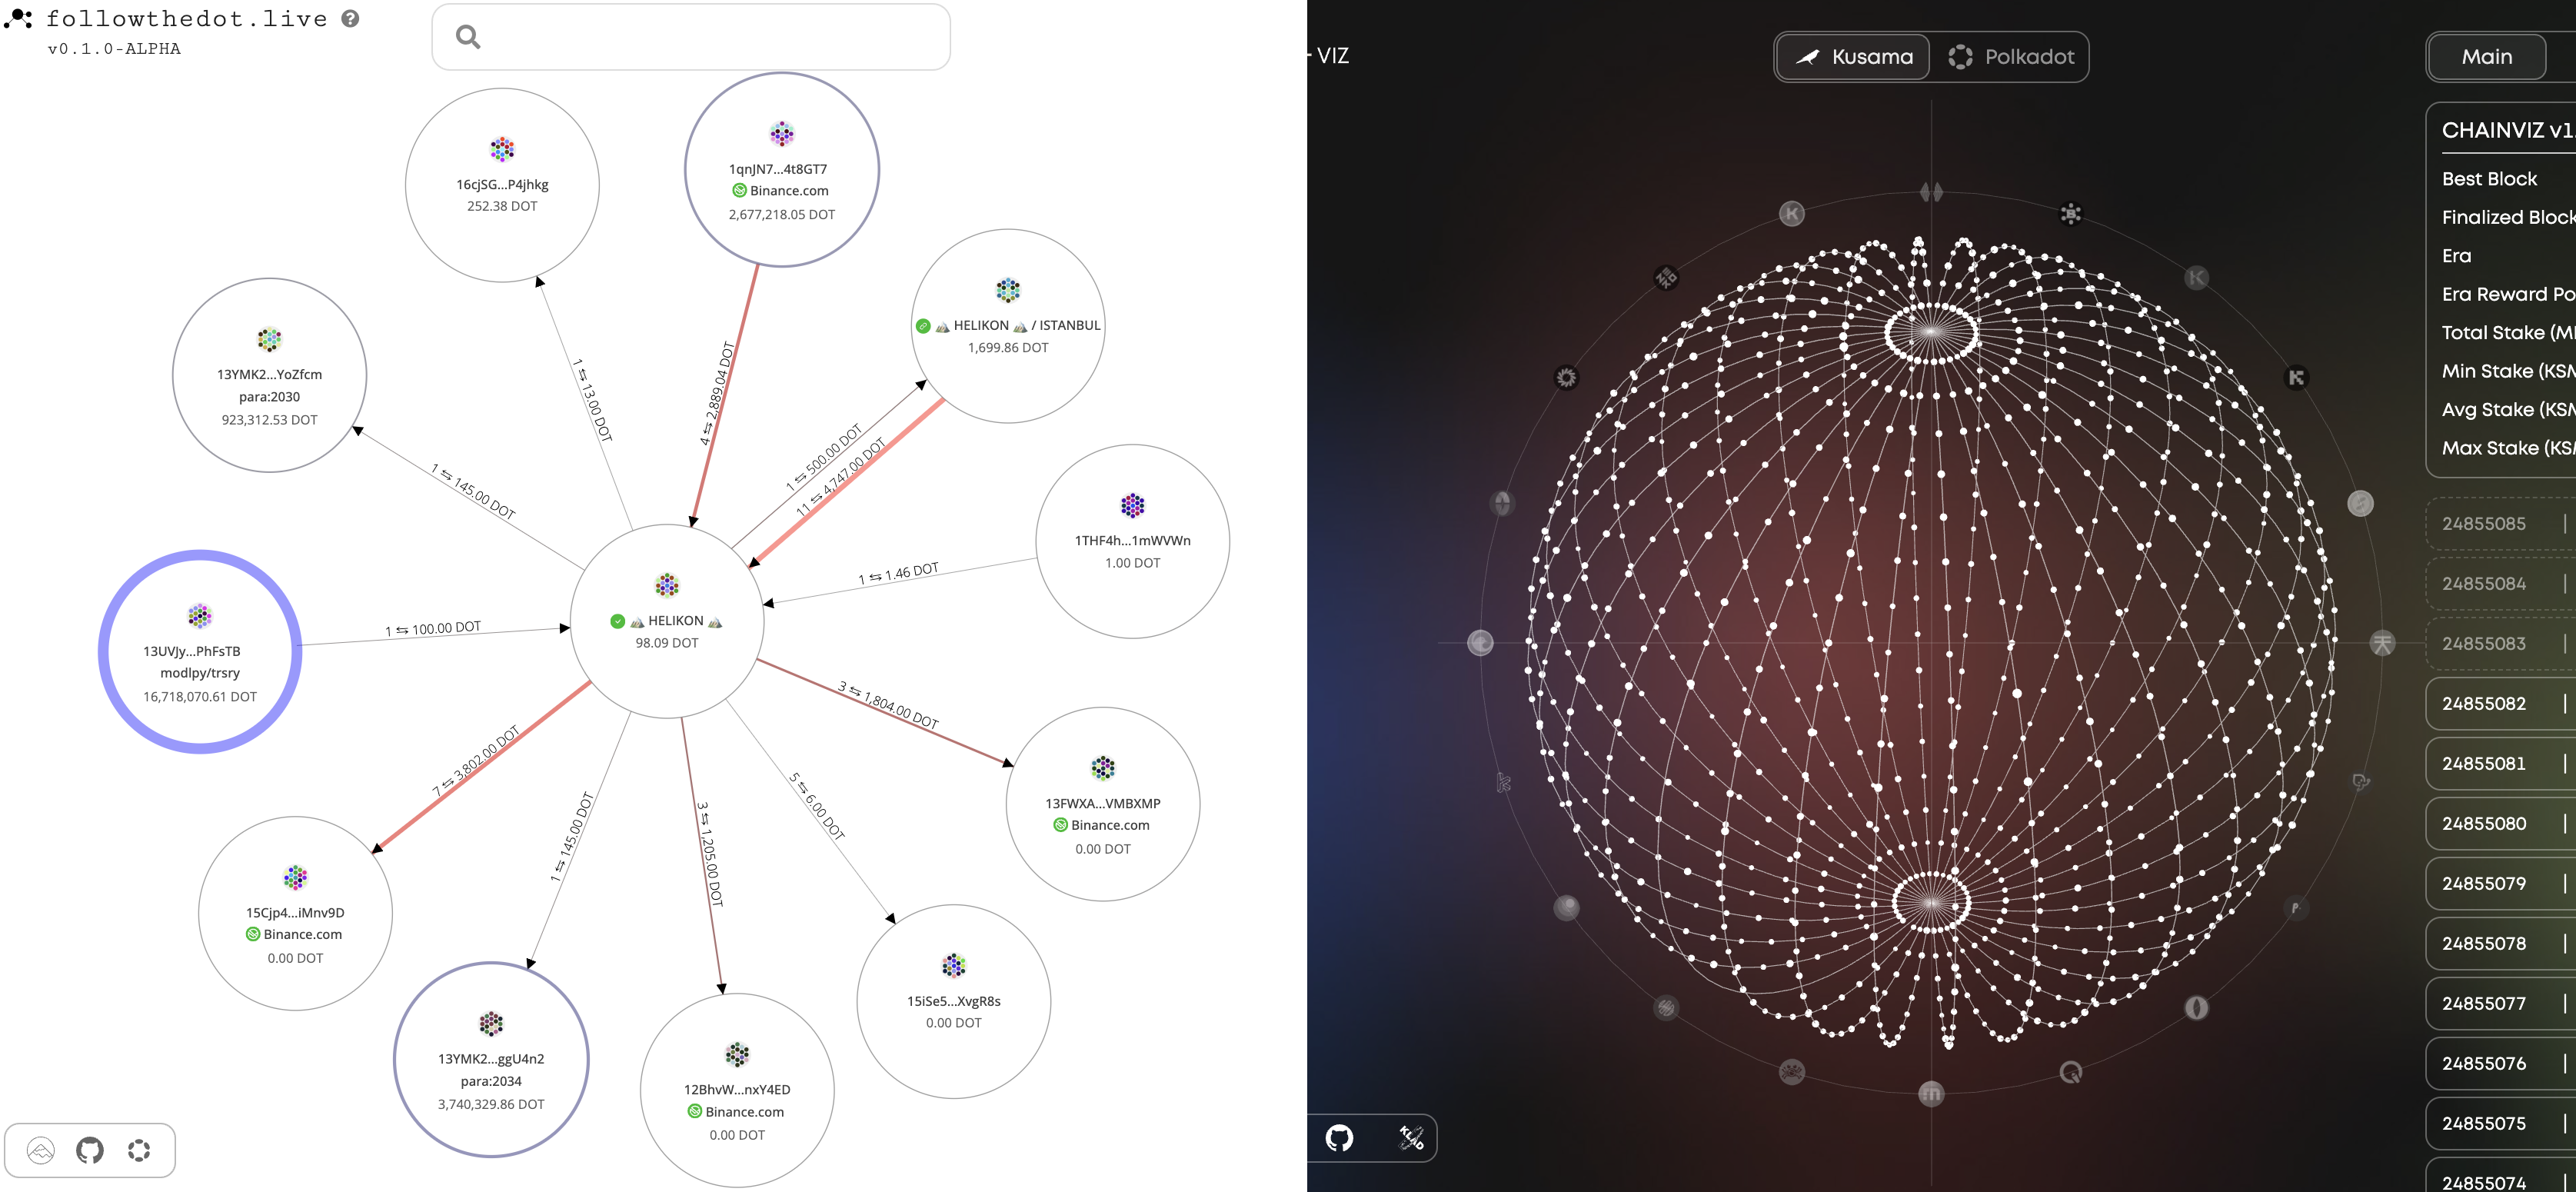 followthedot.live
v0.1.0-ALPHA
16cjSG...P4jhkg
252.38 DOT
1qnJN7...4t8GT7
Binance.com
2,677,218.05 DOT
HELIKON / ISTANBUL
1,699.86 DOT
13YMK2...YoZfcm
para:2030
923,312.53 DOT
1THF4h...1mWVWn
1.00 DOT
1 ⇆ 13.00 DOT
4 ⇆ 2,889.04 DOT
1 ⇆ 500.00 DOT
11 ⇆ 4,747.00 DOT
1 ⇆ 145.00 DOT
1 ⇆ 1.46 DOT
13UVJy...PhFsTB
modlpy/trsry
16,718,070.61 DOT
1 ⇆ 100.00 DOT
HELIKON
98.09 DOT
3 ⇆ 1,804.00 DOT
7 ⇆ 3,802.00 DOT
1 ⇆ 145.00 DOT
3 ⇆ 1,205.00 DOT
5 ⇆ 6.00 DOT
13FWXA...VMBXMP
Binance.com
0.00 DOT
15Cjp4...iMnv9D
Binance.com
0.00 DOT
15iSe5...XvgR8s
0.00 DOT
13YMK2...ggU4n2
para:2034
3,740,329.86 DOT
12BhvW...nxY4ED
Binance.com
0.00 DOT
VIZ
Kusama
Polkadot
Main
CHAINVIZ v1.
Best Block
Finalized Block
Era
Era Reward Po
Total Stake (M
Min Stake (KSM
Avg Stake (KSM
Max Stake (KSM
24855085
24855084
24855083
24855082
24855081
24855080
24855079
24855078
24855077
24855076
24855075
24855074